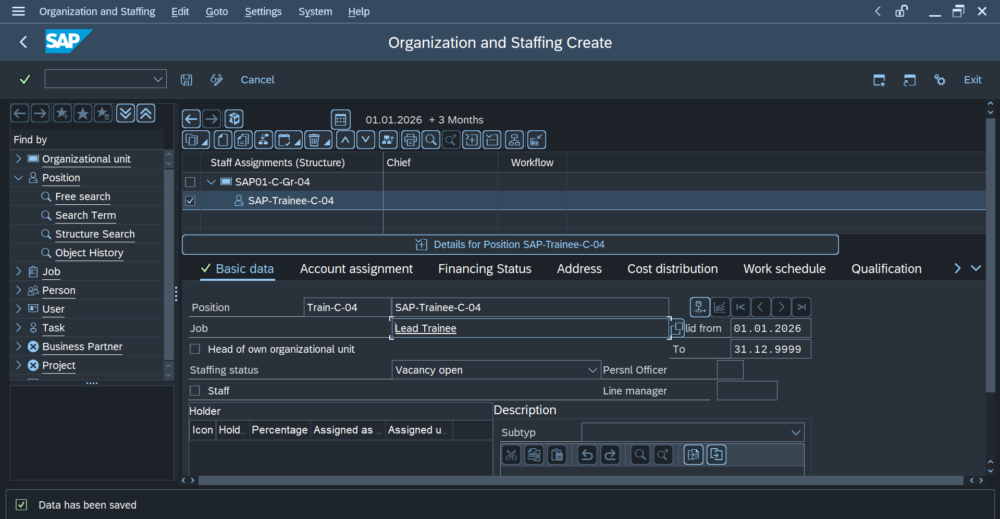 Organization and Staffing Edit Goto Settings System Help
SAP Organization and Staffing Create
Cancel Exit
Find by
Organizational unit
Position
Free search
Search Term
Structure Search
Object History
Job
Person
User
Task
Business Partner
Project
01.01.2026 + 3 Months
Staff Assignments (Structure) Chief Workflow
SAP01-C-Gr-04
SAP-Trainee-C-04
Details for Position SAP-Trainee-C-04
Basic data Account assignment Financing Status Address Cost distribution Work schedule Qualification
Position Train-C-04 SAP-Trainee-C-04
Job Lead Trainee lid from 01.01.2026
Head of own organizational unit To 31.12.9999
Staffing status Vacancy open Persnl Officer
Staff Line manager
Holder
Icon Hold... Percentage Assigned as ... Assigned u...
Description
Subtyp
Data has been saved